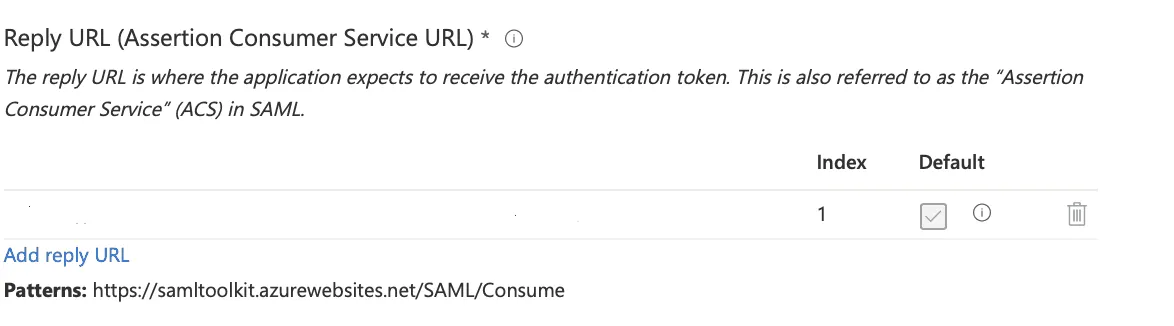 Reply URL (Assertion Consumer Service URL) *
The reply URL is where the application expects to receive the authentication token. This is also referred to as the “Assertion
Consumer Service” (ACS) in SAML.
Index Default
1
Add reply URL
Patterns: https://samltoolkit.azurewebsites.net/SAML/Consume